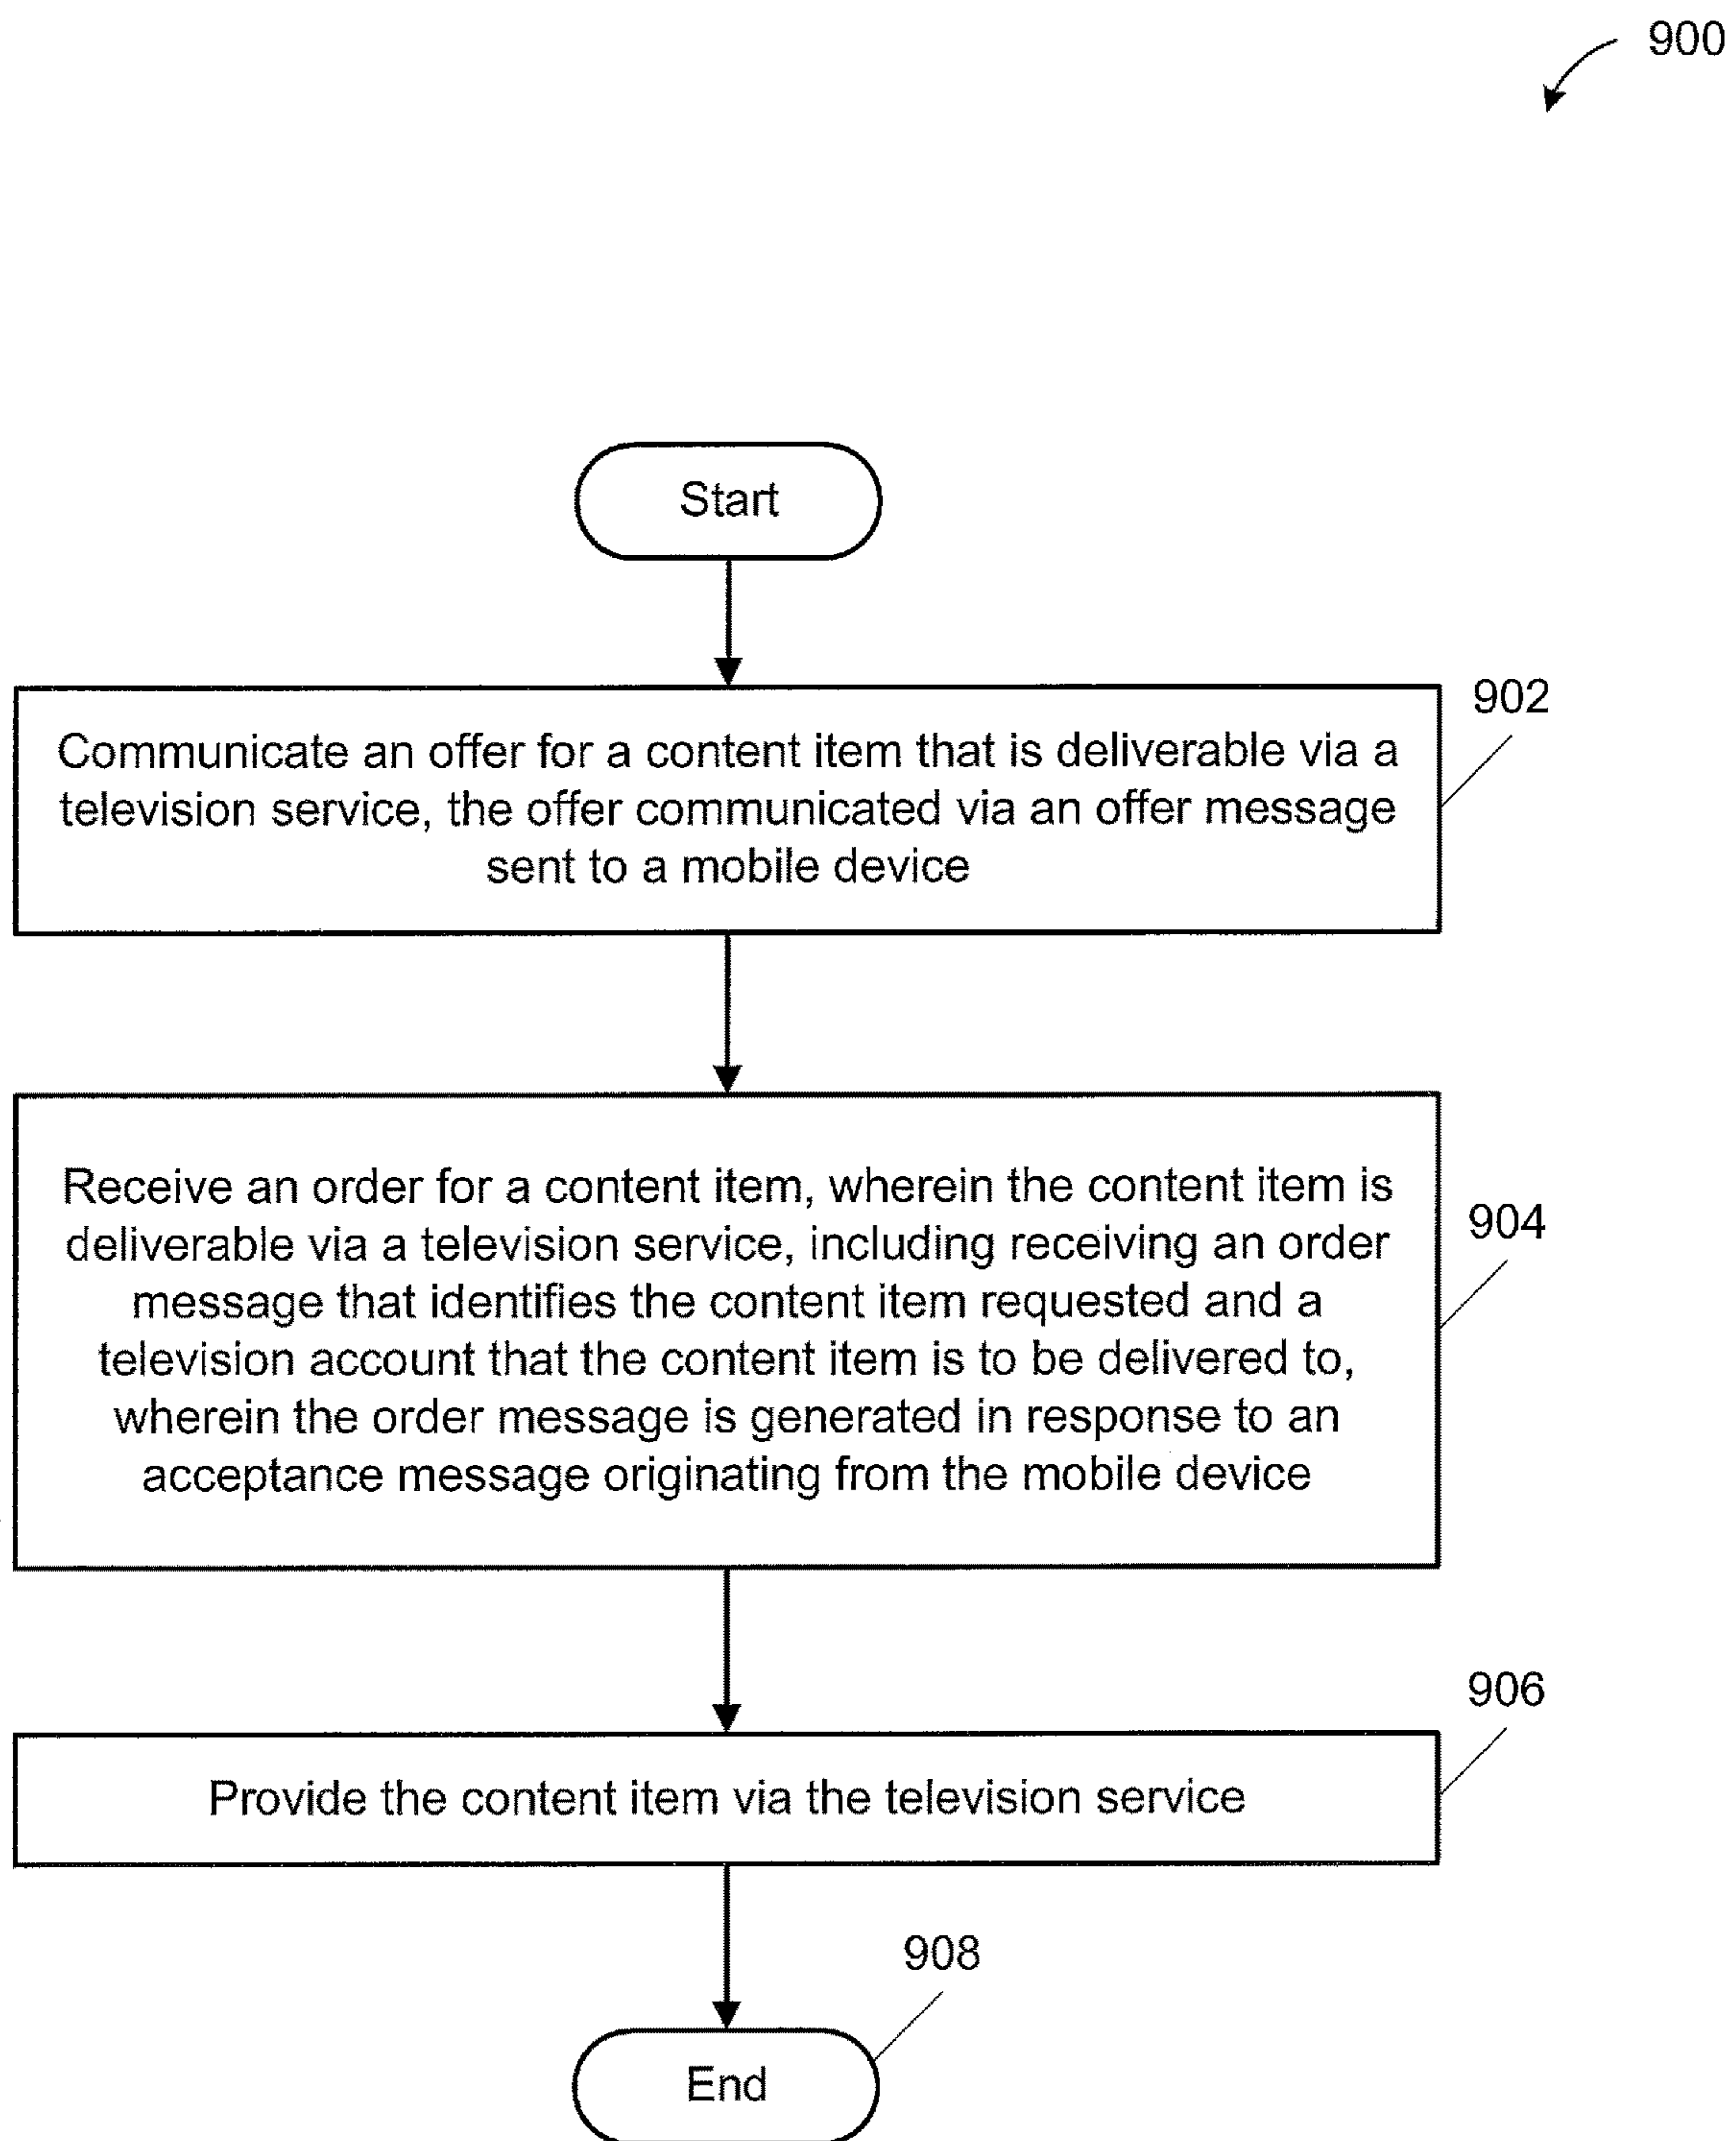 900
Start
902
Communicate an offer for a content item that is deliverable via a
television service, the offer communicated via an offer message
sent to a mobile device
904
Receive an order for a content item, wherein the content item is
deliverable via a television service, including receiving an order
message that identifies the content item requested and a
television account that the content item is to be delivered to,
wherein the order message is generated in response to an
acceptance message originating from the mobile device
906
Provide the content item via the television service
908
End